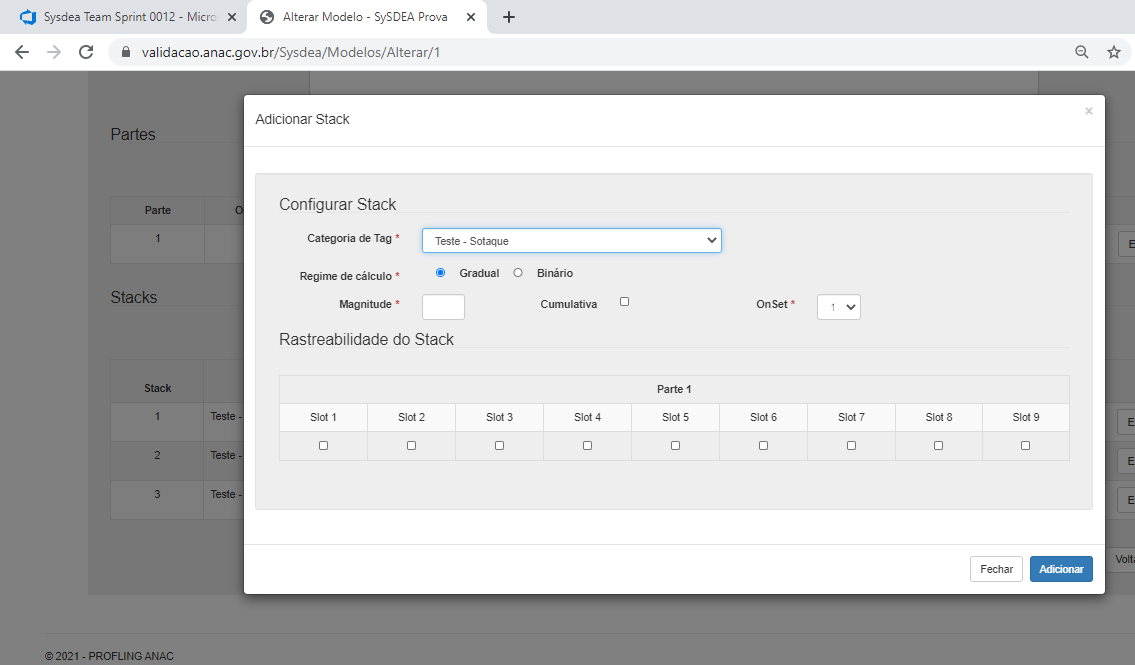 Sysdea Team Sprint 0012 - Micro
Alterar Modelo - SySDEA Prova
validacao.anac.gov.br/Sysdea/Modelos/Alterar/1
Adicionar Stack
×
Partes
Parte
1
Stacks
Stack
1 Teste -
2 Teste -
3 Teste -
Configurar Stack
Categoria de Tag * Teste - Sotaque
Regime de cálculo * Gradual Binário
Magnitude * Cumulativa OnSet * 1
Rastreabilidade do Stack
Parte 1
Slot 1 Slot 2 Slot 3 Slot 4 Slot 5 Slot 6 Slot 7 Slot 8 Slot 9
Fechar Adicionar
© 2021 - PROFLING ANAC